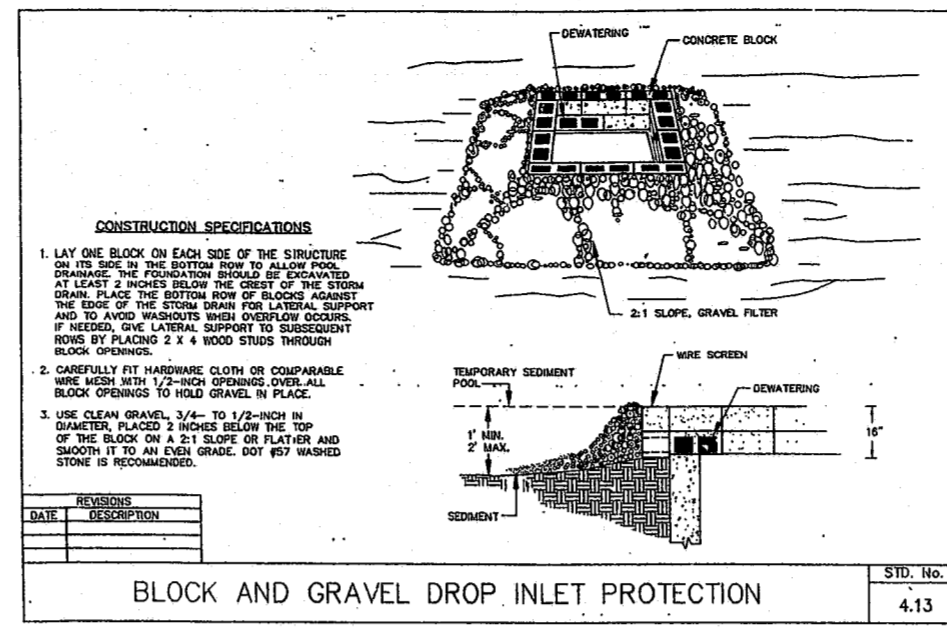 DEWATERING
CONCRETE BLOCK
2:1 SLOPE, GRAVEL FILTER
CONSTRUCTION SPECIFICATIONS
1. LAY ONE BLOCK ON EACH SIDE OF THE STRUCTURE
ON ITS SIDE IN THE BOTTOM ROW TO ALLOW POOL
DRAINAGE. THE FOUNDATION SHOULD BE EXCAVATED
AT LEAST 2 INCHES BELOW THE CREST OF THE STORM
DRAIN. PLACE THE BOTTOM ROW OF BLOCKS AGAINST
THE EDGE OF THE STORM DRAIN FOR LATERAL SUPPORT
AND TO AVOID WASHOUTS WHEN OVERFLOW OCCURS.
IF NEEDED, GIVE LATERAL SUPPORT TO SUBSEQUENT
ROWS BY PLACING 2 X 4 WOOD STUDS THROUGH
BLOCK OPENINGS.
2. CAREFULLY FIT HARDWARE CLOTH OR COMPARABLE
WIRE MESH WITH 1/2-INCH OPENINGS OVER ALL
BLOCK OPENINGS TO HOLD GRAVEL IN PLACE.
3. USE CLEAN GRAVEL, 3/4- TO 1/2-INCH IN
DIAMETER, PLACED 2 INCHES BELOW THE TOP
OF THE BLOCK ON A 2:1 SLOPE OR FLATTER AND
SMOOTH IT TO AN EVEN GRADE. DOT #57 WASHED
STONE IS RECOMMENDED.
WIRE SCREEN
TEMPORARY SEDIMENT
POOL
DEWATERING
1' MIN.
2' MAX.
16"
SEDIMENT
REVISIONS
DATE DESCRIPTION
BLOCK AND GRAVEL DROP INLET PROTECTION
STD. No.
4.13